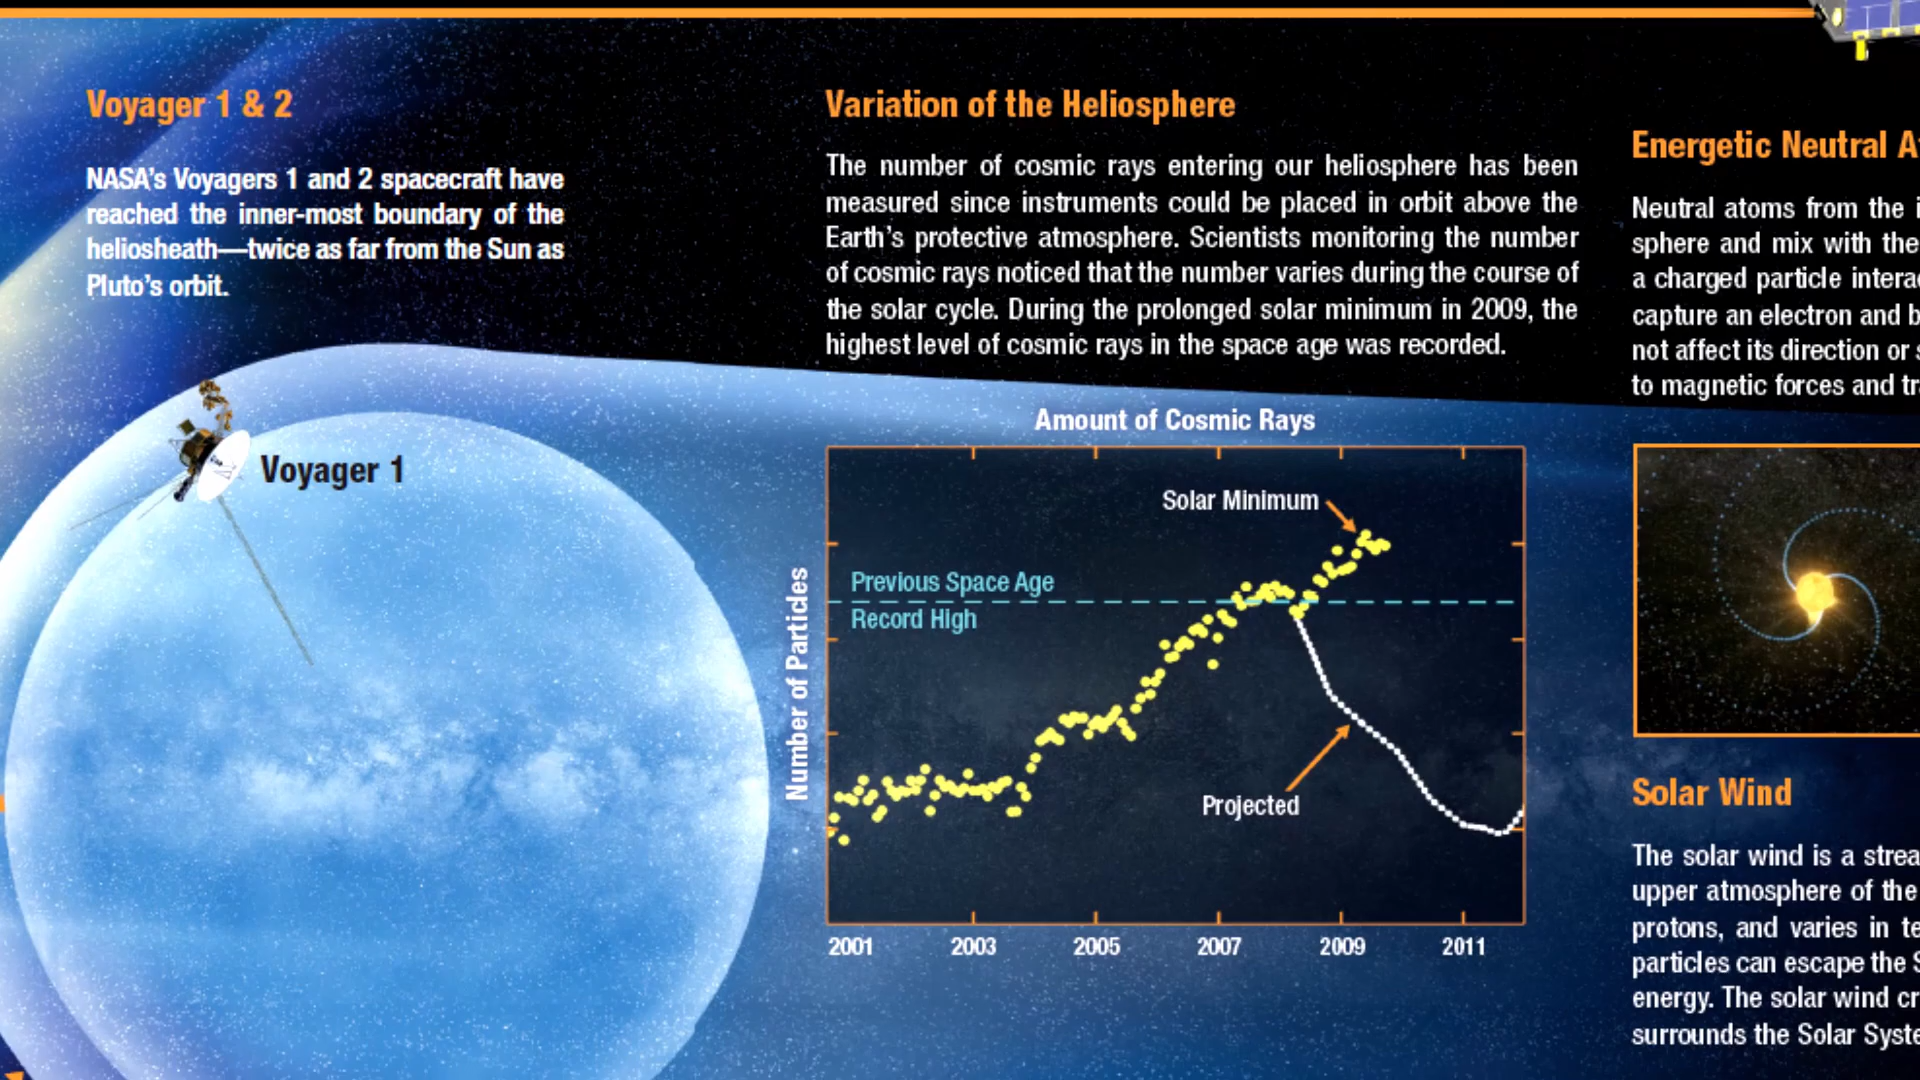 Voyager 1 & 2
NASA's Voyagers 1 and 2 spacecraft have
reached the inner-most boundary of the
heliosheath—twice as far from the Sun as
Pluto's orbit.
Voyager 1
Variation of the Heliosphere
The number of cosmic rays entering our heliosphere has been
measured since instruments could be placed in orbit above the
Earth's protective atmosphere. Scientists monitoring the number
of cosmic rays noticed that the number varies during the course of
the solar cycle. During the prolonged solar minimum in 2009, the
highest level of cosmic rays in the space age was recorded.
Amount of Cosmic Rays
Solar Minimum
Previous Space Age
Record High
Number of Particles
Projected
2001 2003 2005 2007 2009 2011
Energetic Neutral
Neutral atoms from the
sphere and mix with the
a charged particle
capture an electron and
not affect its direction or
to magnetic forces and
Solar Wind
The solar wind is a
upper atmosphere of the
protons, and varies in
particles can escape the
energy. The solar wind
surrounds the Solar